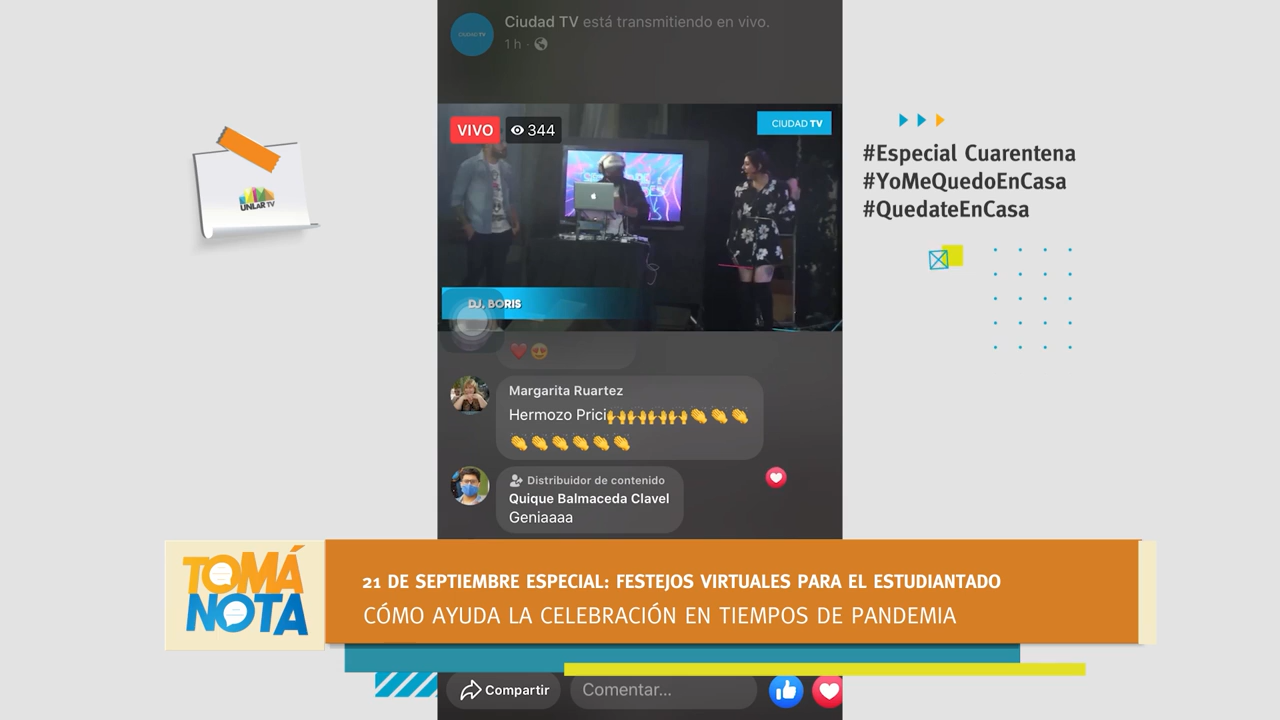 Ciudad TV está transmitiendo en vivo.
1 h
CIUDAD TV
VIVO
344
CIUDAD TV
UNLAR TV
#Especial Cuarentena
#YoMeQuedoEnCasa
#QuedateEnCasa
DJ. BORIS
Margarita Ruartez
Hermozo Prici
Distribuidor de contenido
Quique Balmaceda Clavel
Geniaaaa
TOMÁ
NOTA
21 DE SEPTIEMBRE ESPECIAL: FESTEJOS VIRTUALES PARA EL ESTUDIANTADO
CÓMO AYUDA LA CELEBRACIÓN EN TIEMPOS DE PANDEMIA
Compartir
Comentar...